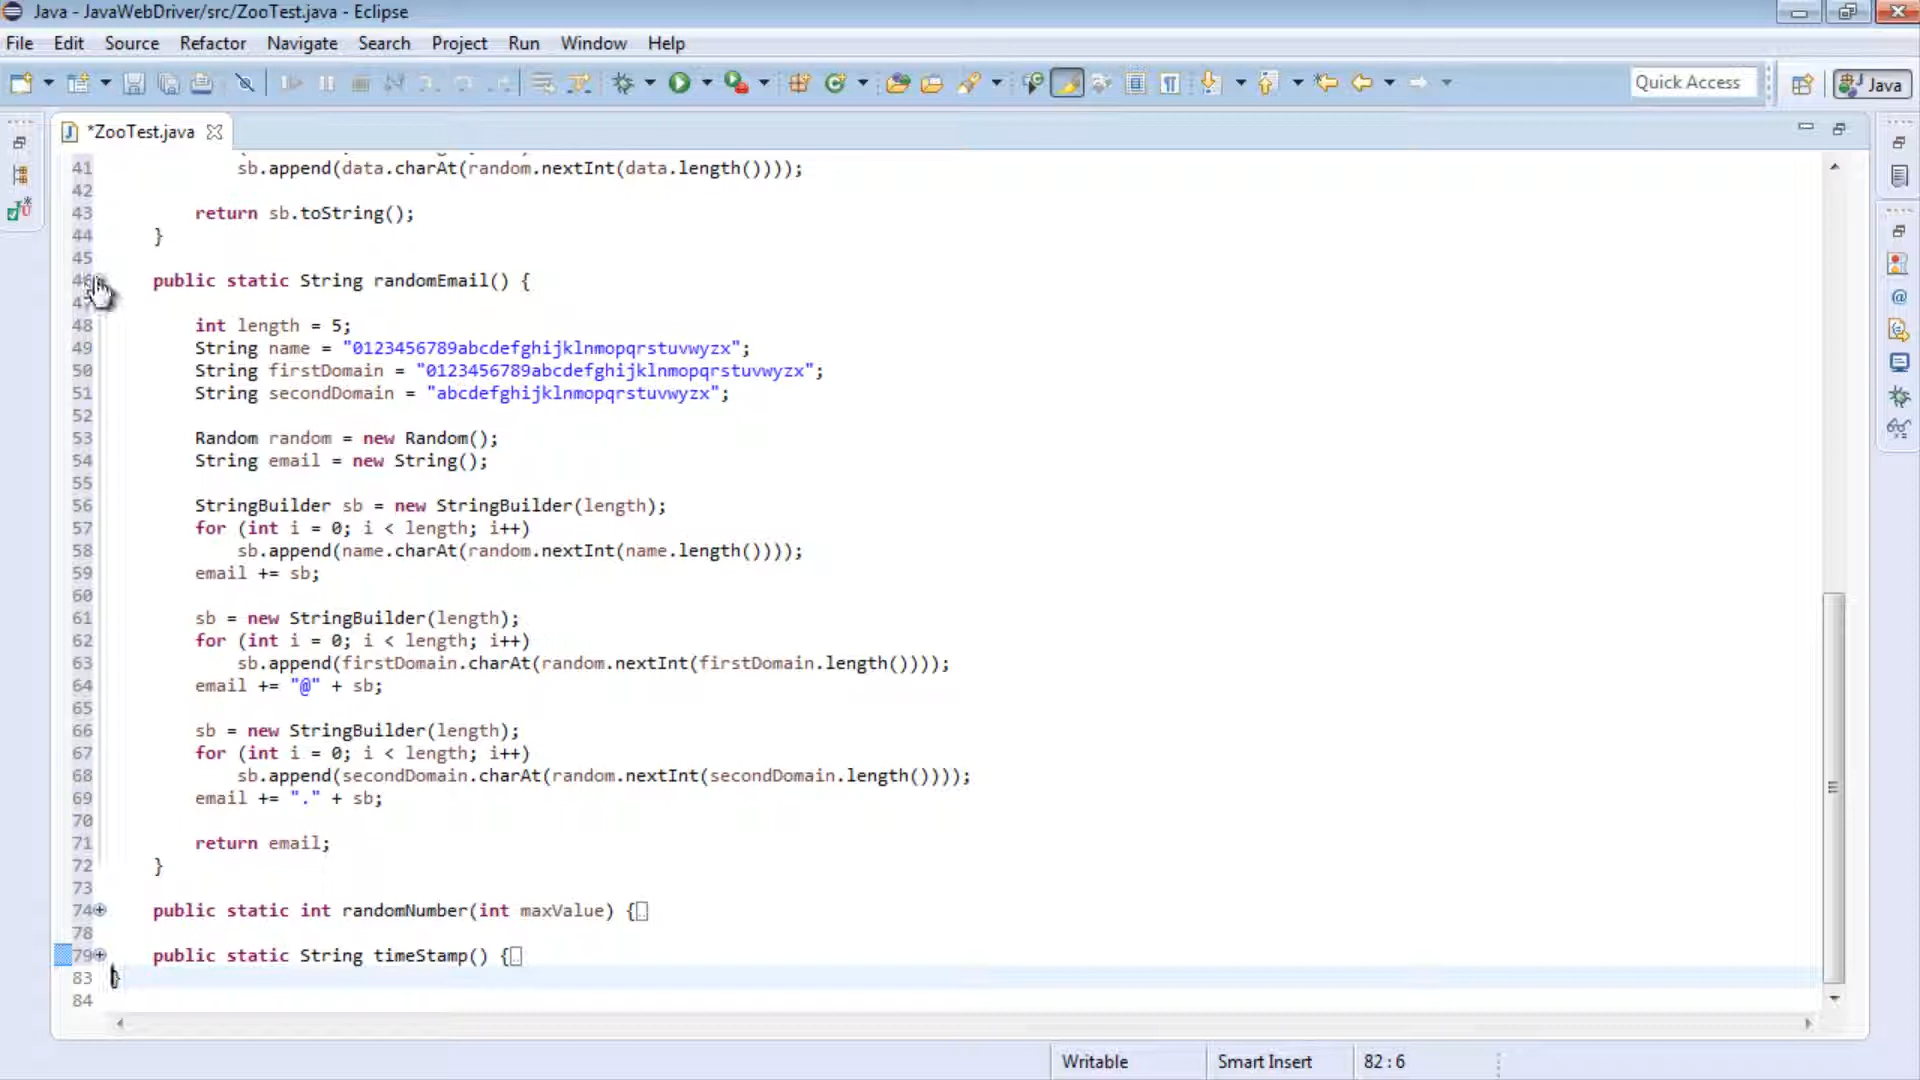 Java - JavaWebDriver/src/ZooTest.java - Eclipse
File Edit Source Refactor Navigate Search Project Run Window Help
Quick Access
Java
*ZooTest.java
41 sb.append(data.charAt(random.nextInt(data.length())));
42
43 return sb.toString();
44 }
45
46 public static String randomEmail() {
47
48 int length = 5;
49 String name = "0123456789abcdefghijklnmopqrstuvwyzx";
50 String firstDomain = "0123456789abcdefghijklnmopqrstuvwyzx";
51 String secondDomain = "abcdefghijklnmopqrstuvwyzx";
52
53 Random random = new Random();
54 String email = new String();
55
56 StringBuilder sb = new StringBuilder(length);
57 for (int i = 0; i < length; i++)
58 sb.append(name.charAt(random.nextInt(name.length())));
59 email += sb;
60
61 sb = new StringBuilder(length);
62 for (int i = 0; i < length; i++)
63 sb.append(firstDomain.charAt(random.nextInt(firstDomain.length())));
64 email += "@" + sb;
65
66 sb = new StringBuilder(length);
67 for (int i = 0; i < length; i++)
68 sb.append(secondDomain.charAt(random.nextInt(secondDomain.length())));
69 email += "." + sb;
70
71 return email;
72 }
73
74 public static int randomNumber(int maxValue) {
78
79 public static String timeStamp() {
83 }
84
Writable Smart Insert 82 : 6